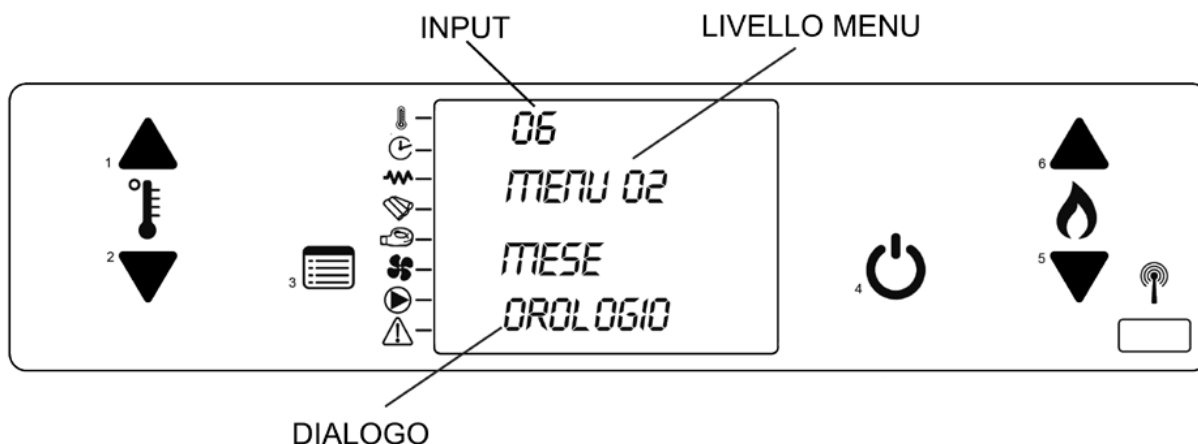 INPUT
LIVELLO MENU
06
MENU 02
MESE
OROLOGIO
DIALOGO
1
2
3
4
5
6